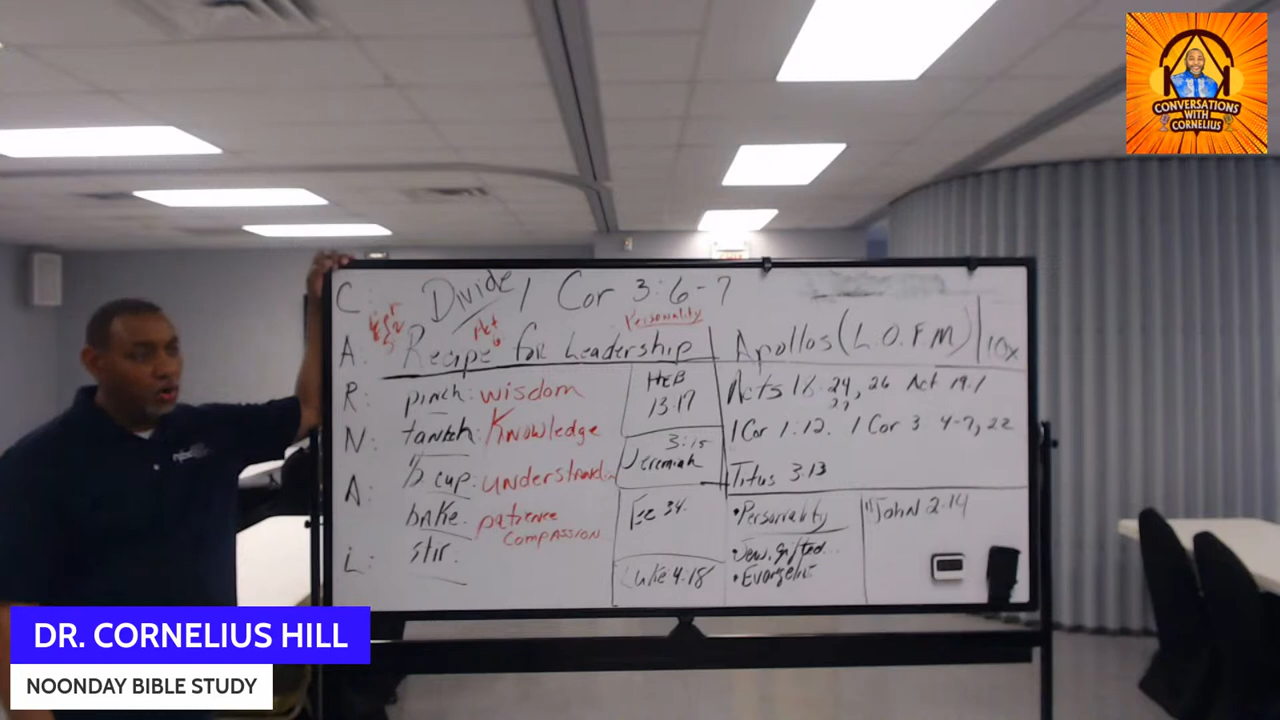 CONVERSATIONS
WITH
CORNELIUS
C: Divide / 1 Cor 3:6-7
Personality
Act
6
A: Recipe for Leadership
Apollos (L.O.F.M) 10x
R: pinch: wisdom
HEB
13:17
Acts 18:24, 26 Act 19:1
N: Knowledge
1 Cor 1:12. 1 Cor 3 4-7, 22
3:15
Jeremiah
A: ½ cup:
Titus 3:13
bake. patience
COMPASSION
Eze 34.
•Personality
1 John 2:14
L: stir.
•Jew. gifted
Luke 4:18
•Evangelist
DR. CORNELIUS HILL
NOONDAY BIBLE STUDY